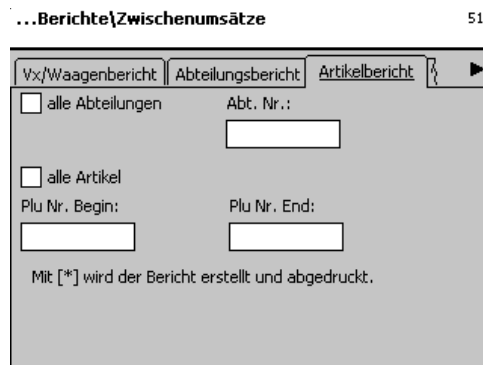 ...Berichte\Zwischenumsätze 51
Vx/Waagenbericht Abteilungsbericht Artikelbericht
alle Abteilungen Abt. Nr.:
alle Artikel
Plu Nr. Begin: Plu Nr. End:
Mit [*] wird der Bericht erstellt und abgedruckt.